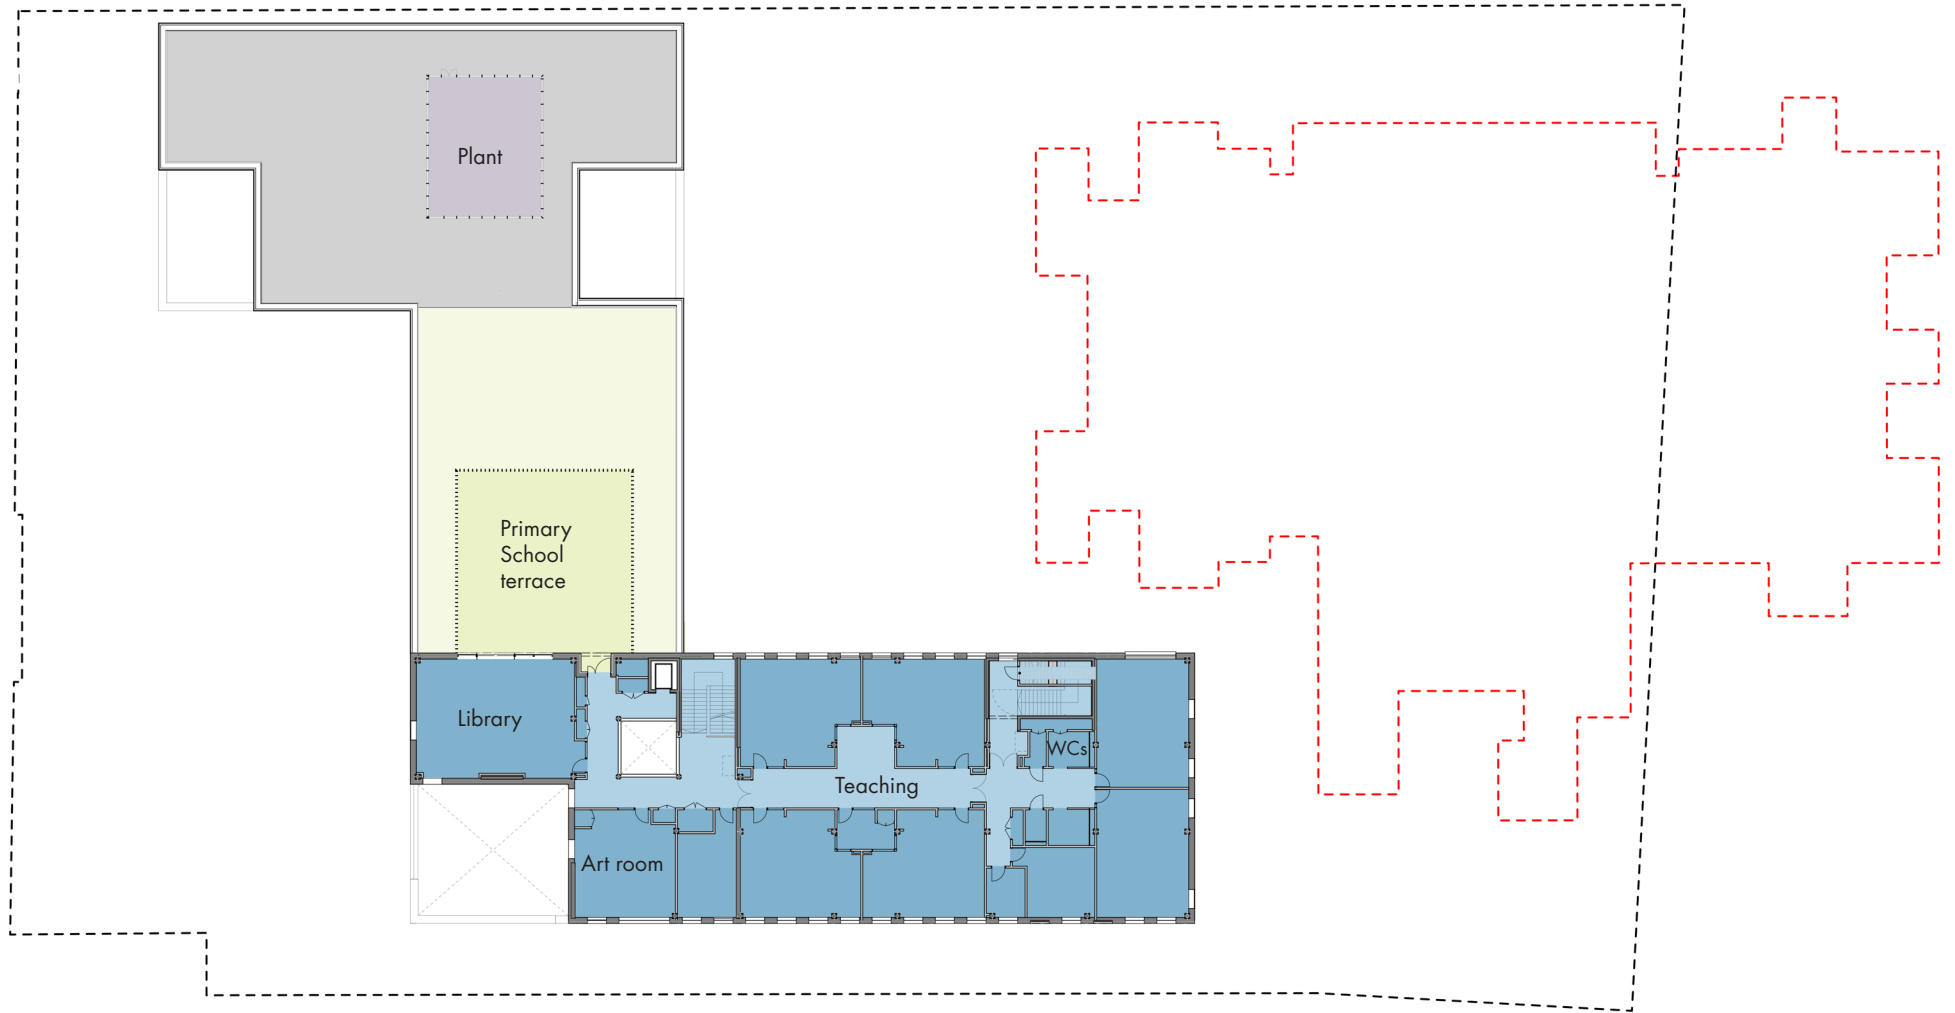 Plant
Primary
School
terrace
Library
WCs
Teaching
Art room